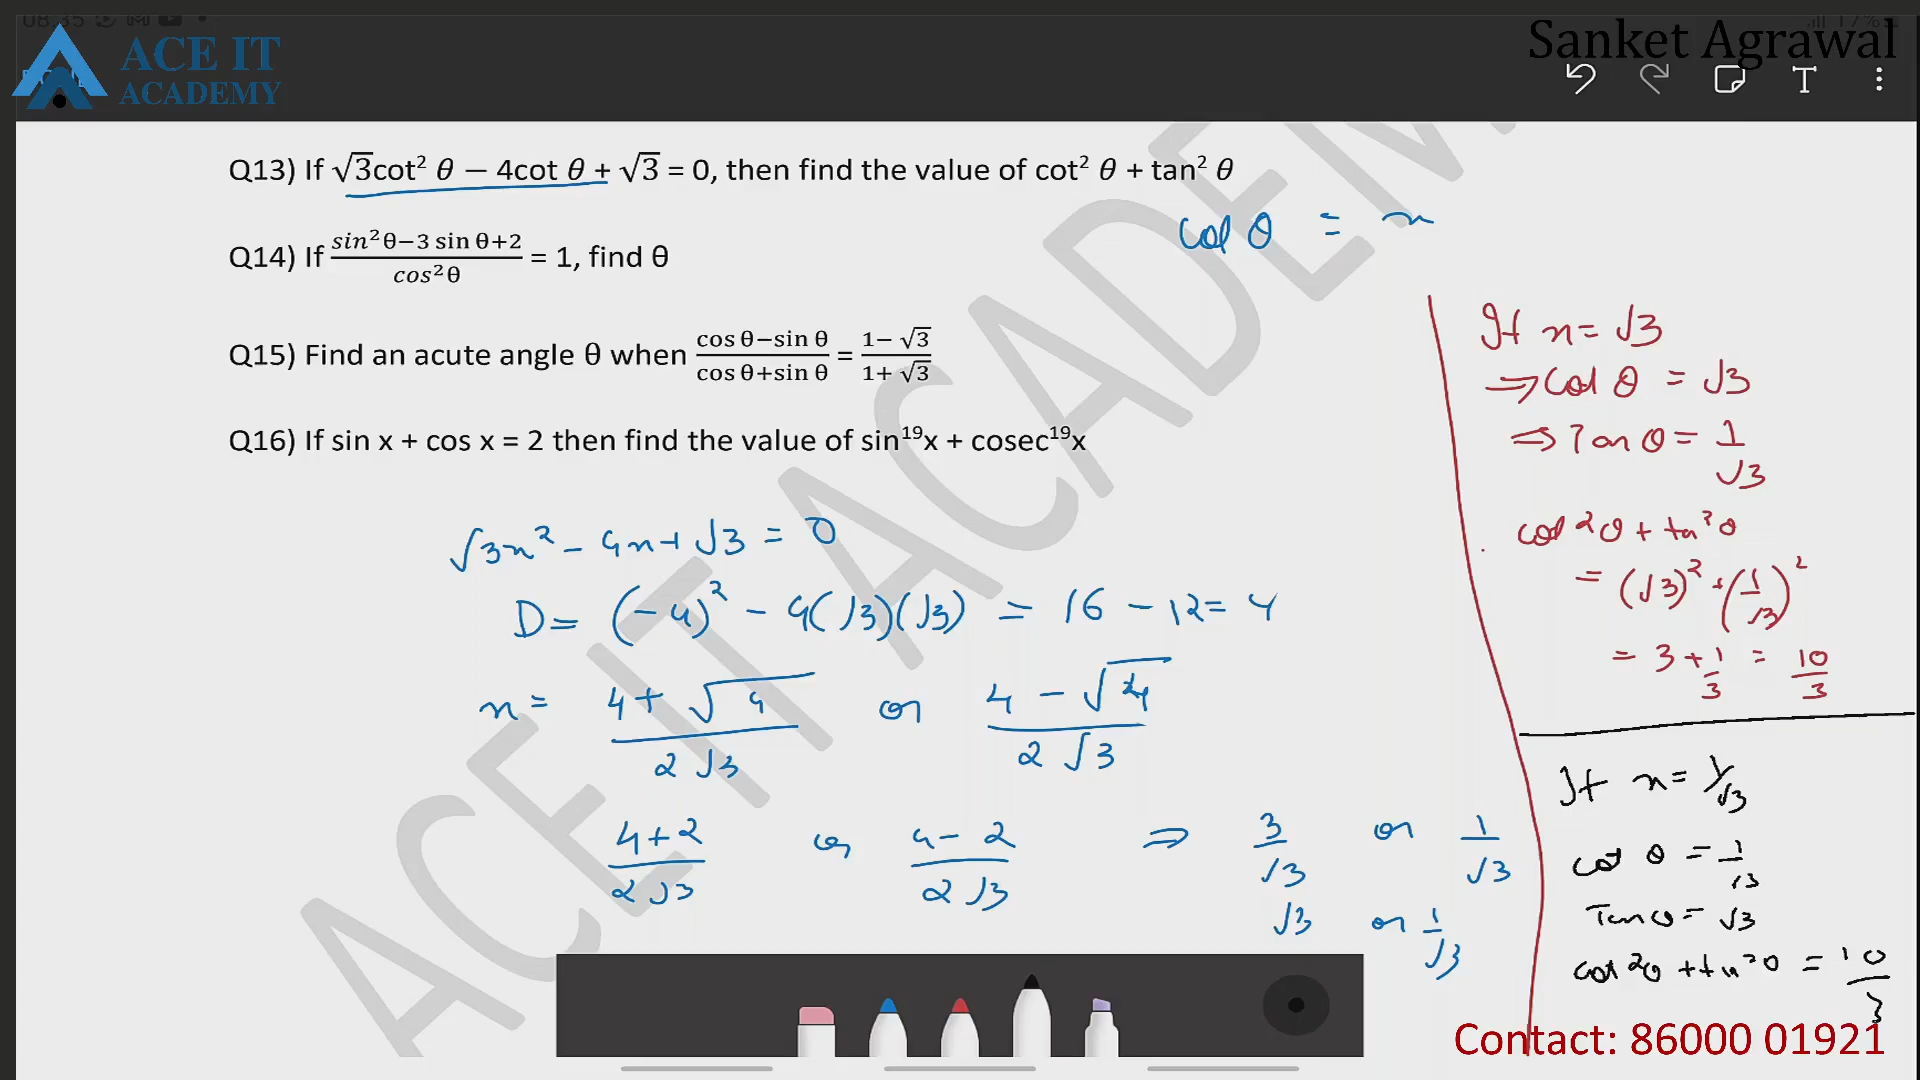 08:35
17%
ACE IT
ACADEMY
Sanket Agrawal
T
ACE IT ACADEM
Q13) If √3cot² θ − 4cot θ + √3 = 0, then find the value of cot² θ + tan² θ
cot θ = x
Q14) If (sin²θ−3 sin θ+2)/(cos²θ) = 1, find θ
Q15) Find an acute angle θ when (cos θ−sin θ)/(cos θ+sin θ) = (1− √3)/(1+ √3)
Q16) If sin x + cos x = 2 then find the value of sin¹⁹x + cosec¹⁹x
√3x² − 4x + √3 = 0
D = (−4)² − 4(√3)(√3) = 16 − 12 = 4
x = (4 + √4)/(2√3) or (4 − √4)/(2√3)
(4+2)/(2√3) or (4−2)/(2√3) ⇒ 3/√3 or 1/√3
√3 or 1/√3
If x = √3
⇒ cot θ = √3
⇒ Tan θ = 1/√3
cot²θ + tan²θ
= (√3)² + (1/√3)²
= 3 + 1/3 = 10/3
If x = 1/√3
cot θ = 1/√3
Tan θ = √3
cot²θ + tan²θ = 10/3
Contact: 86000 01921